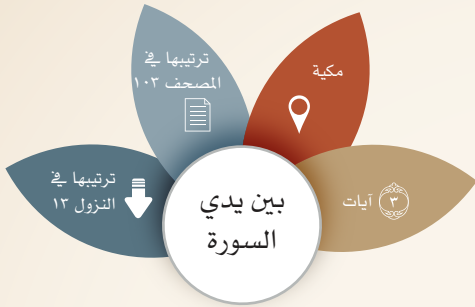 بين يدي
السورة
٣ آيات
مكية
ترتيبها في
المصحف ١٠٣
ترتيبها في
النزول ١٣